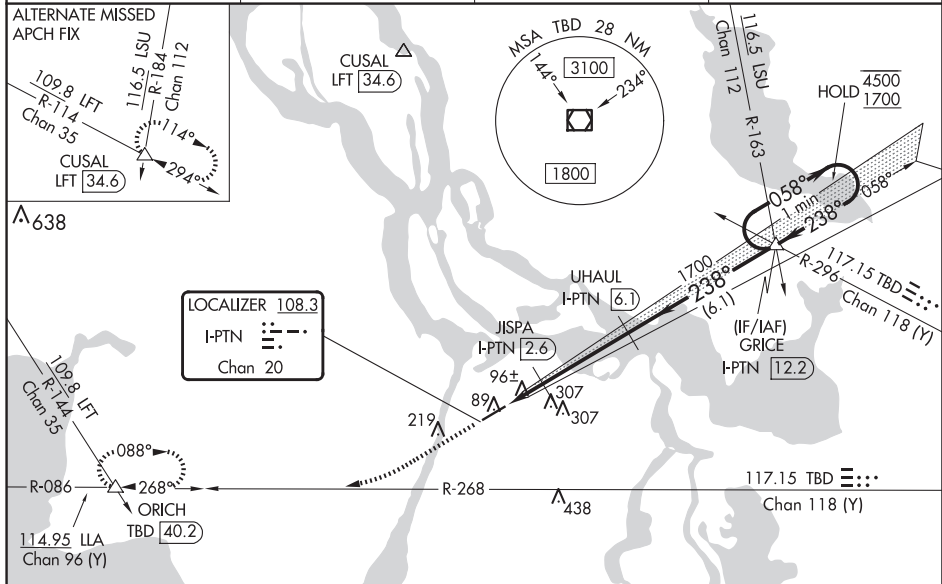 ALTERNATE MISSED
APCH FIX
116.5 LSU
R-184
Chan 112
109.8 LFT
R-114
Chan 35
114°
294°
CUSAL
LFT 34.6
638
CUSAL
LFT 34.6
MSA TBD 28 NM
144°
3100
234°
1800
116.5 LSU
Chan 112
R-163
HOLD
4500
1700
058°
1 min
238°
058°
R-296
117.15 TBD
Chan 118 (Y)
(IF/IAF)
GRICE
I-PTN 12.2
1700
238°
(6.1)
UHAUL
I-PTN 6.1
JISPA
I-PTN 2.6
LOCALIZER 108.3
I-PTN
Chan 20
96±
89
307
307
219
109.8 LFT
R-144
Chan 35
088°
268°
R-086
ORICH
TBD 40.2
114.95 LLA
Chan 96 (Y)
R-268
438
117.15 TBD
Chan 118 (Y)